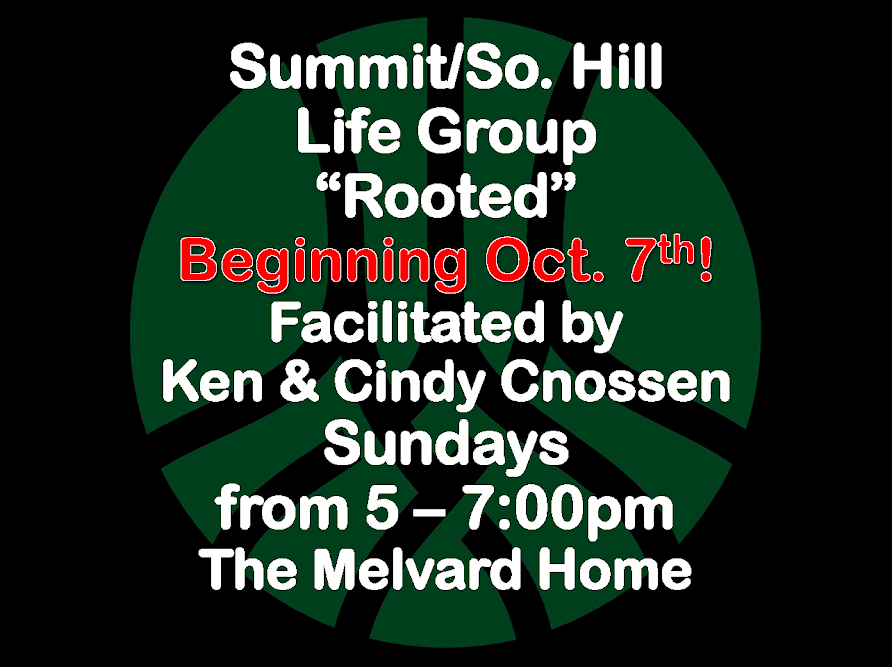 Summit/So. Hill
Life Group
“Rooted”
Beginning Oct. 7th!
Facilitated by
Ken & Cindy Cnossen
Sundays
from 5 – 7:00pm
The Melvard Home